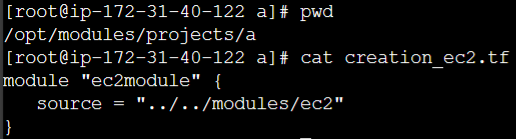 [root@ip-172-31-40-122 a]# pwd
/opt/modules/projects/a
[root@ip-172-31-40-122 a]# cat creation_ec2.tf
module "ec2module" {
   source = "../../modules/ec2"
}